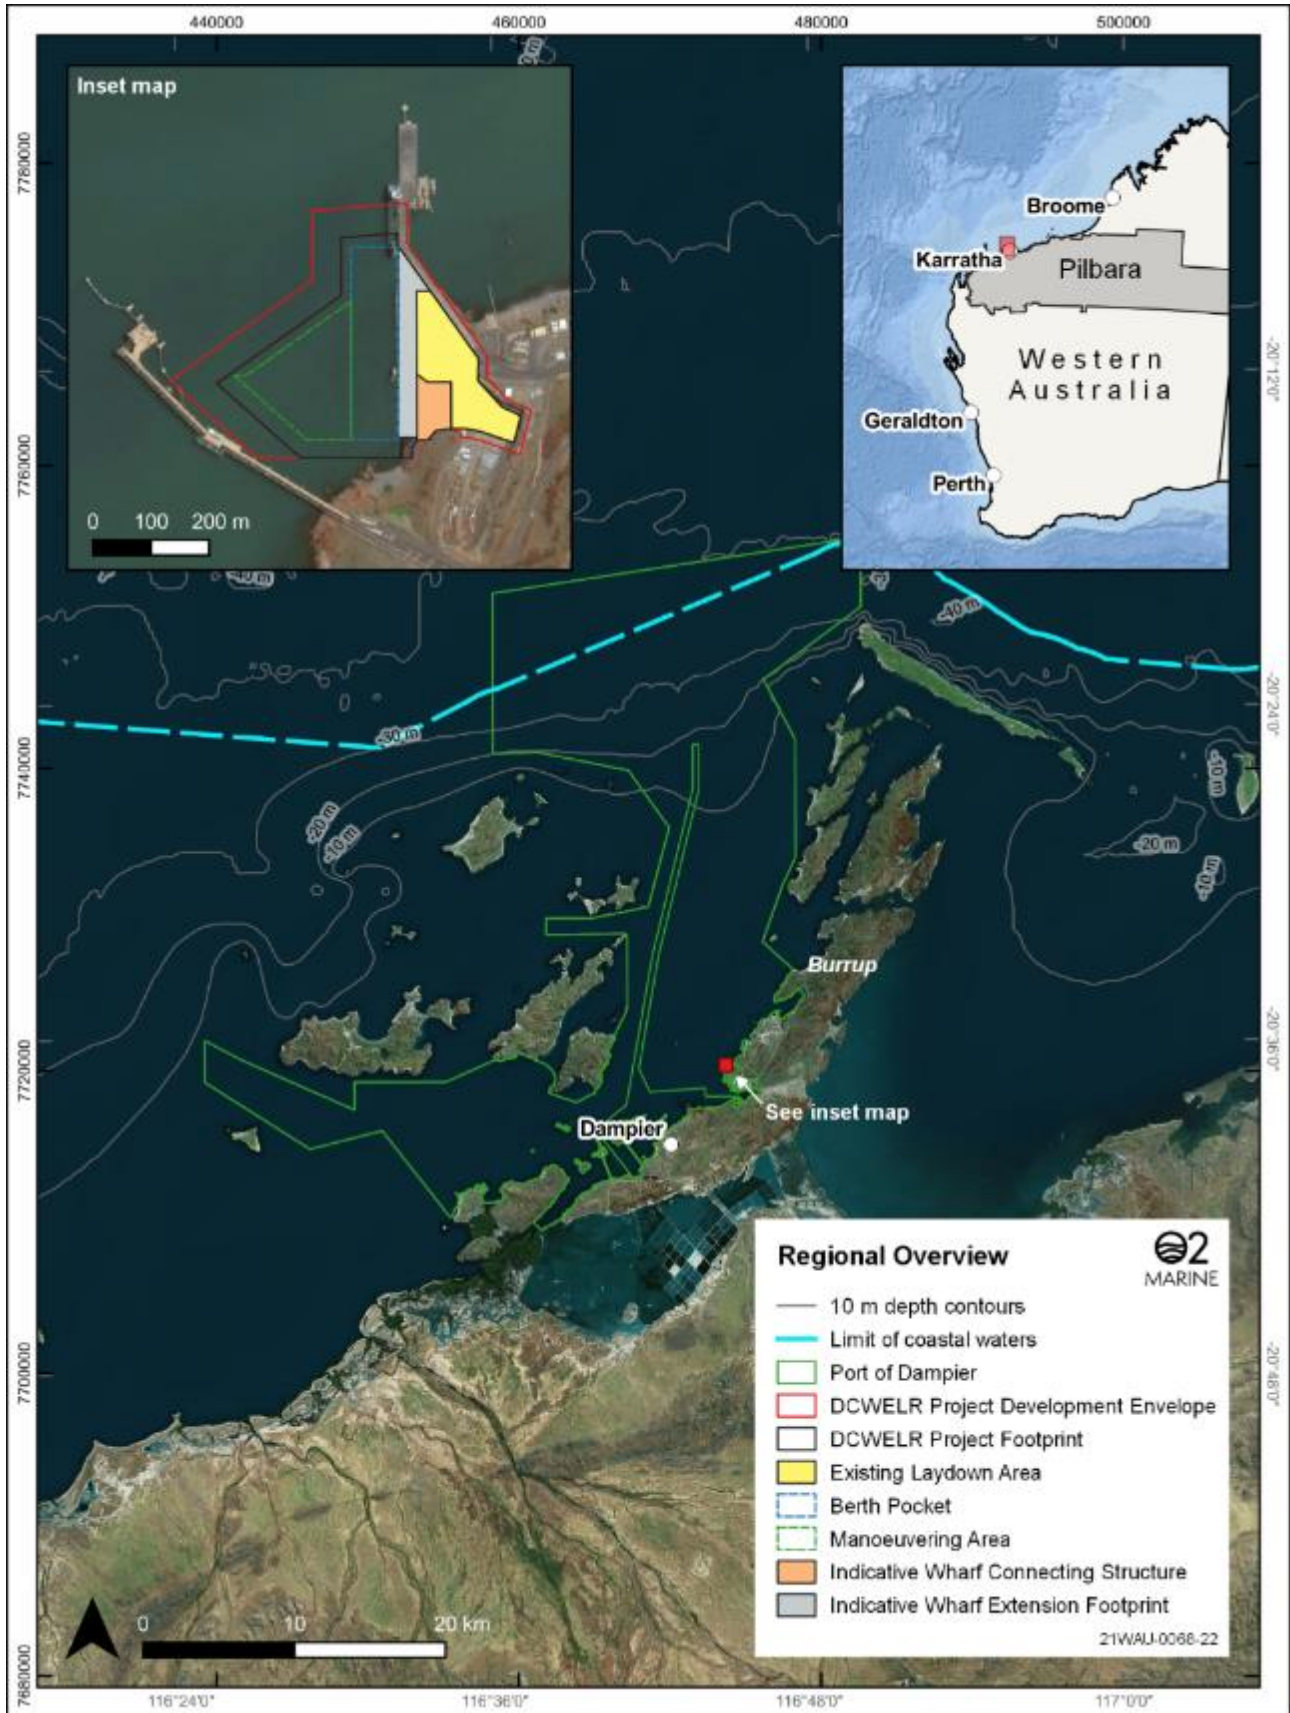 440000
460000
480000
500000
Inset map
0 100 200 m
Broome
Karratha
Pilbara
Western
Australia
Geraldton
Perth
7780000
7760000
7740000
7720000
7700000
7680000
-20°12'0"
-20°24'0"
-20°36'0"
-20°48'0"
-40 m
-40 m
-30 m
-20 m
-10 m
-10 m
-20 m
-10 m
Burrup
See inset map
Dampier
Regional Overview
O2
MARINE
10 m depth contours
Limit of coastal waters
Port of Dampier
DCWELR Project Development Envelope
DCWELR Project Footprint
Existing Laydown Area
Berth Pocket
Manoeuvering Area
Indicative Wharf Connecting Structure
Indicative Wharf Extension Footprint
21WAU-0068-22
0 10 20 km
116°24'0"
116°36'0"
116°48'0"
117°0'0"